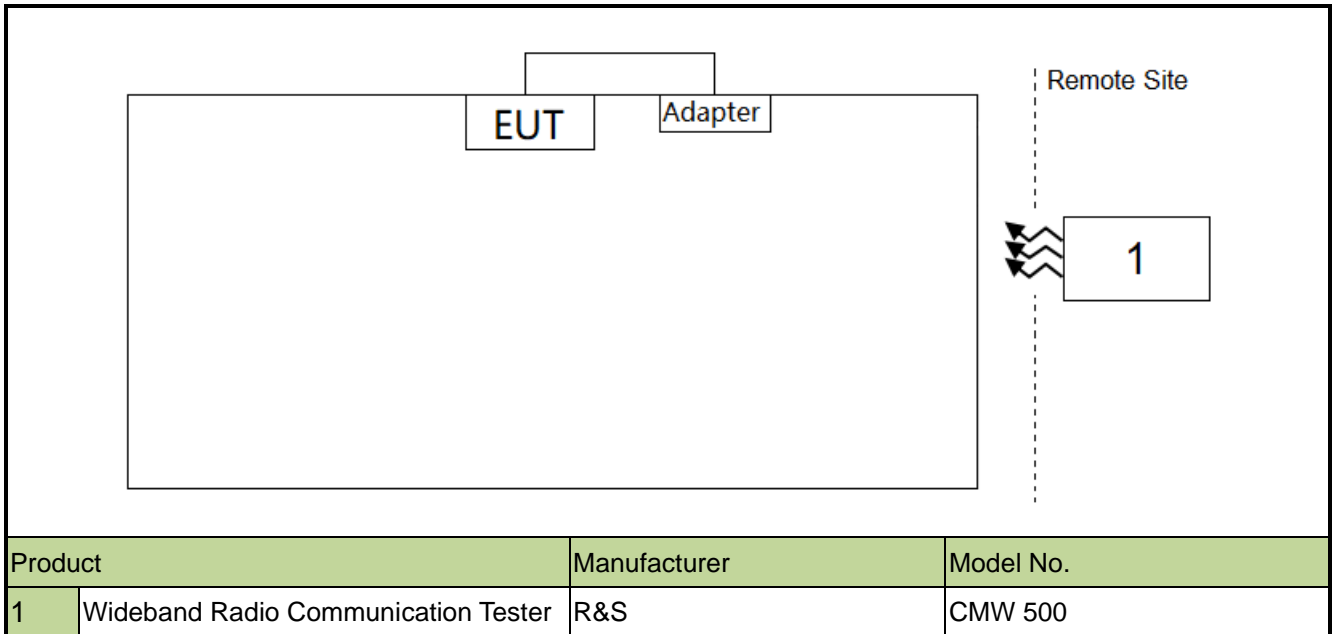 Remote Site
EUT
Adapter
1
Product Manufacturer Model No.
1 Wideband Radio Communication Tester R&S CMW 500